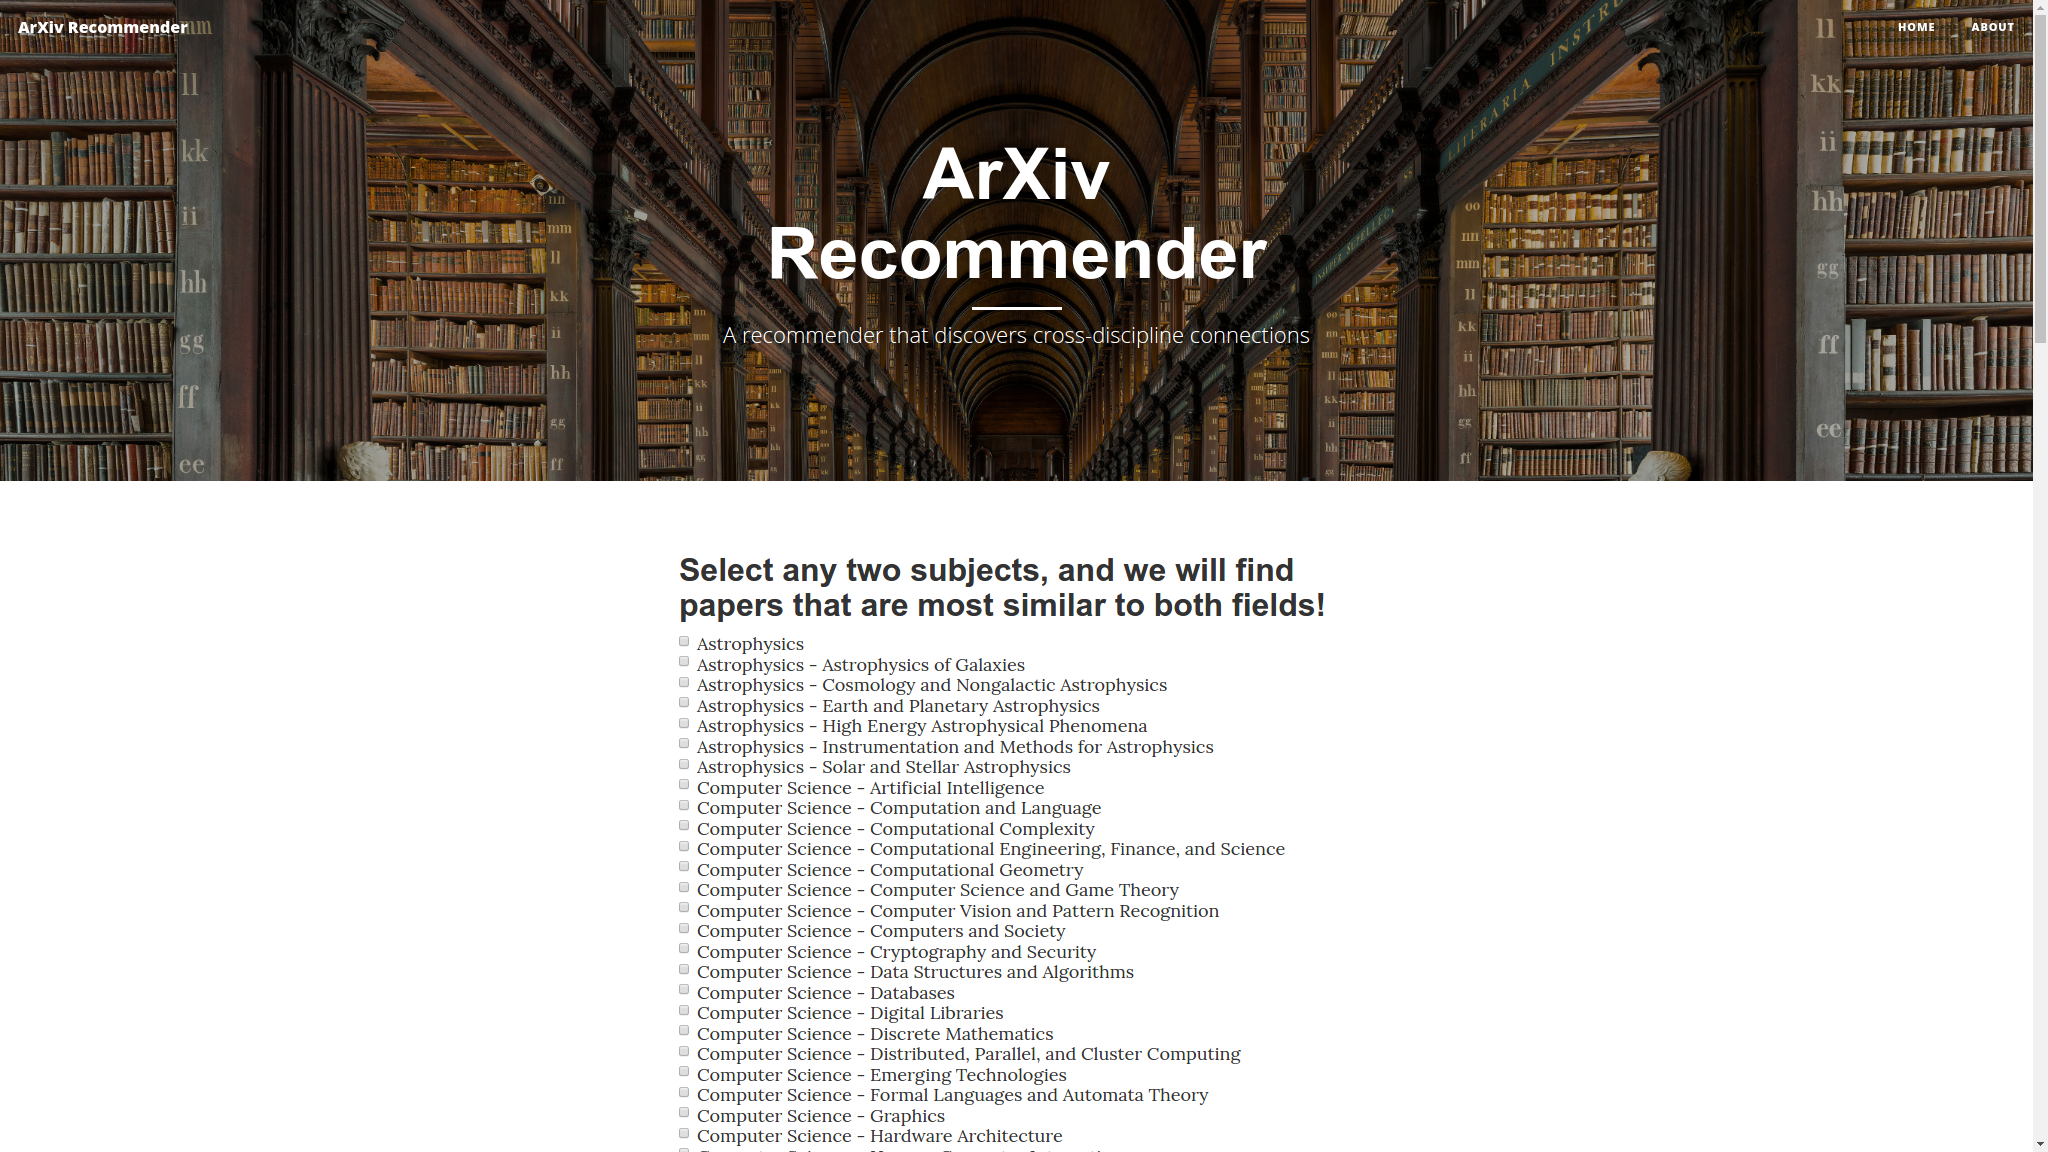 ArXiv Recommender
HOME
ABOUT
ArXiv
Recommender
A recommender that discovers cross-discipline connections
Select any two subjects, and we will find
papers that are most similar to both fields!
Astrophysics
Astrophysics - Astrophysics of Galaxies
Astrophysics - Cosmology and Nongalactic Astrophysics
Astrophysics - Earth and Planetary Astrophysics
Astrophysics - High Energy Astrophysical Phenomena
Astrophysics - Instrumentation and Methods for Astrophysics
Astrophysics - Solar and Stellar Astrophysics
Computer Science - Artificial Intelligence
Computer Science - Computation and Language
Computer Science - Computational Complexity
Computer Science - Computational Engineering, Finance, and Science
Computer Science - Computational Geometry
Computer Science - Computer Science and Game Theory
Computer Science - Computer Vision and Pattern Recognition
Computer Science - Computers and Society
Computer Science - Cryptography and Security
Computer Science - Data Structures and Algorithms
Computer Science - Databases
Computer Science - Digital Libraries
Computer Science - Discrete Mathematics
Computer Science - Distributed, Parallel, and Cluster Computing
Computer Science - Emerging Technologies
Computer Science - Formal Languages and Automata Theory
Computer Science - Graphics
Computer Science - Hardware Architecture